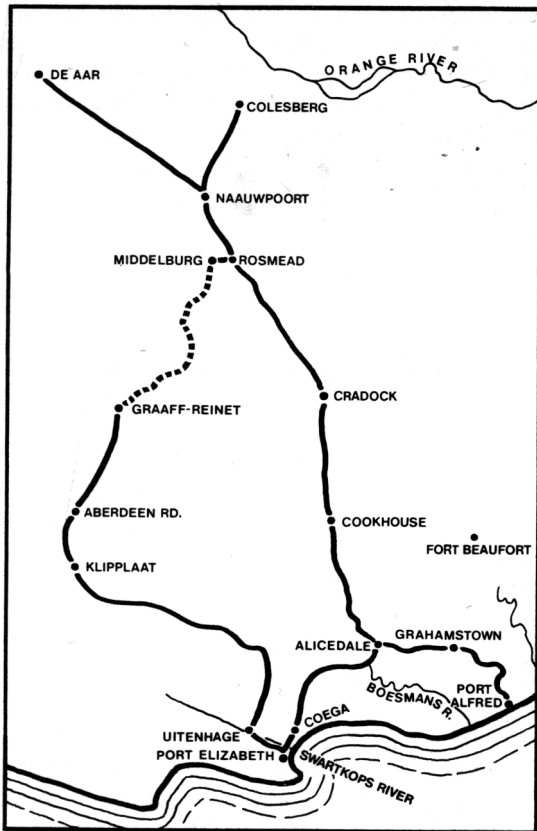 ORANGE RIVER
DE AAR
COLESBERG
NAAUWPOORT
MIDDELBURG
ROSMEAD
CRADOCK
GRAAFF-REINET
ABERDEEN RD.
COOKHOUSE
FORT BEAUFORT
KLIPPLAAT
GRAHAMSTOWN
ALICEDALE
BOESMANS R.
PORT
ALFRED
COEGA
UITENHAGE
PORT ELIZABETH
SWARTKOPS RIVER